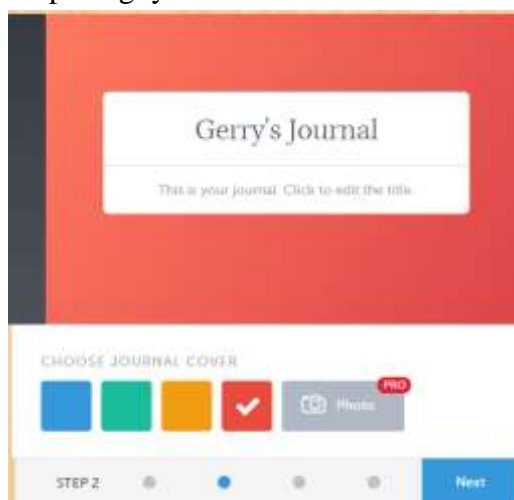 Gerry's Journal
This is your journal. Click to edit the title.
CHOOSE JOURNAL COVER
PRO
Photo
STEP 2
Next